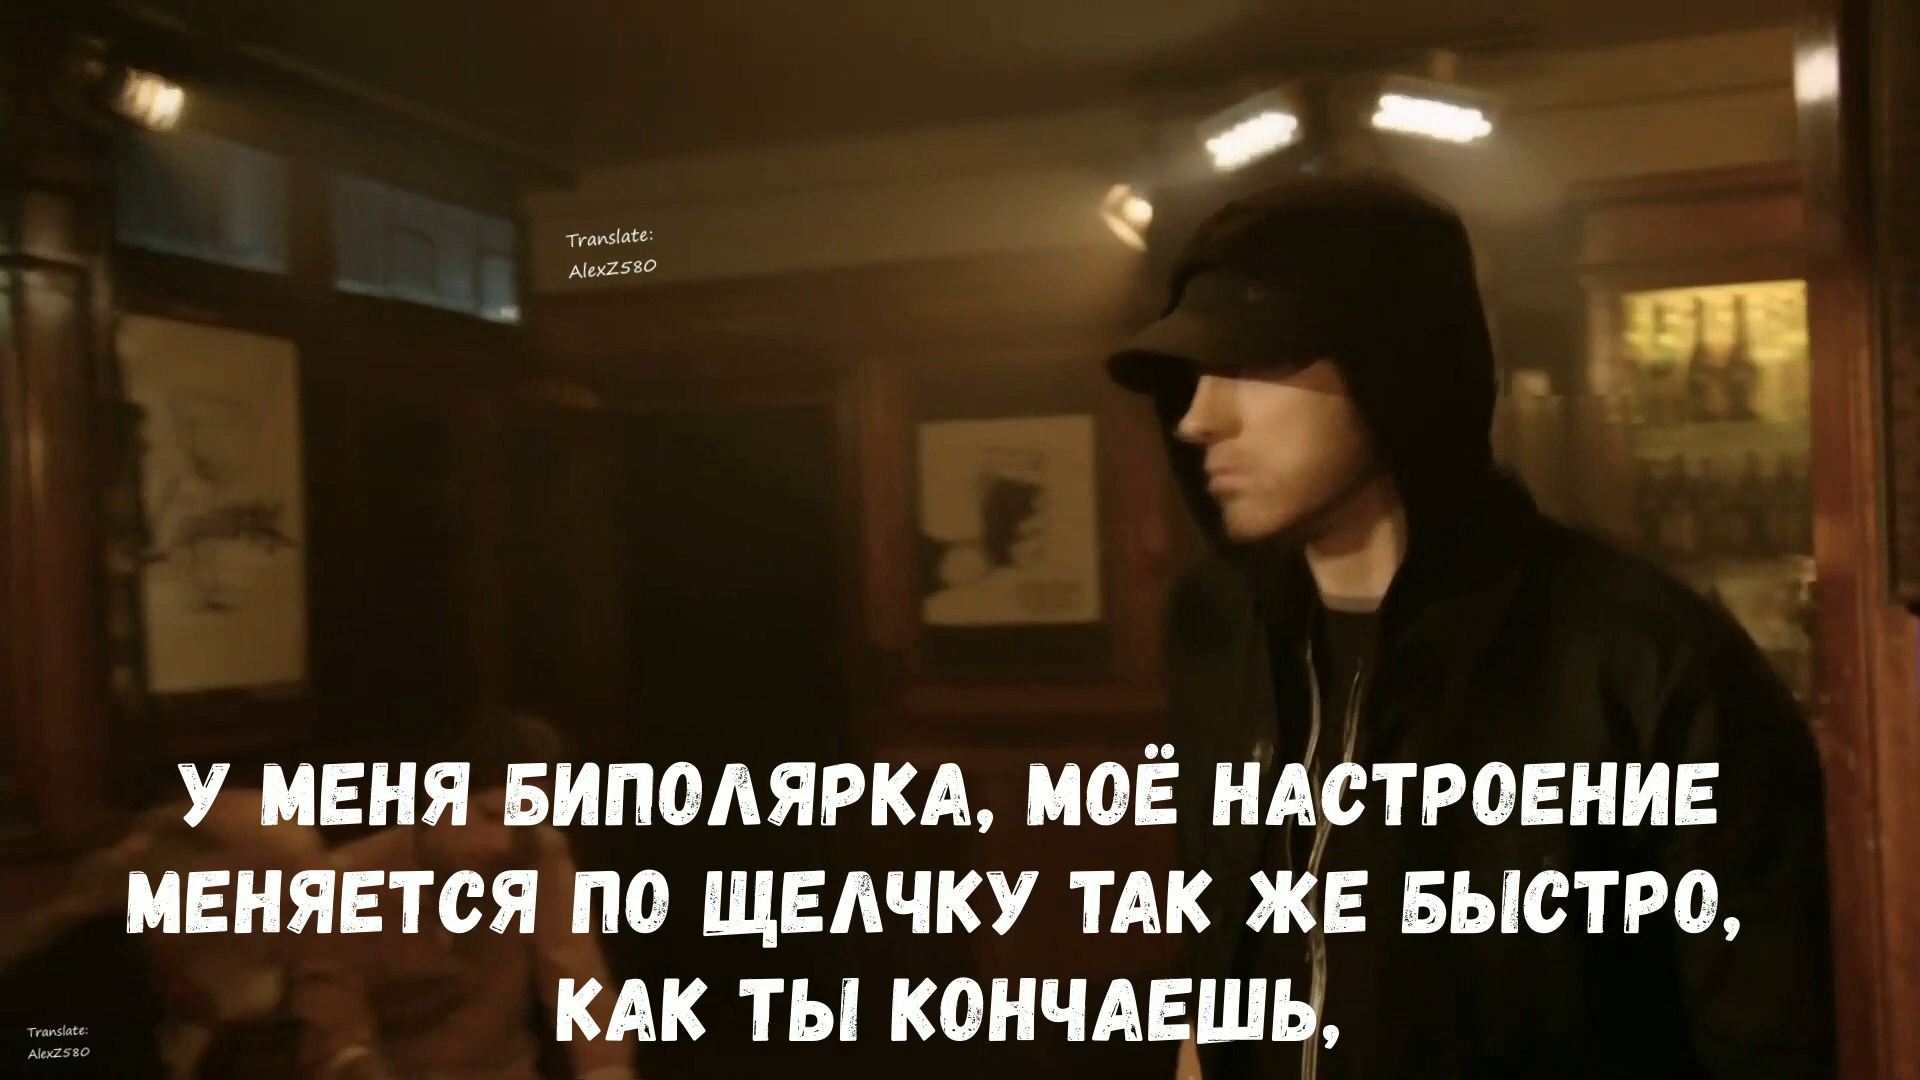 Translate:
AlexZ580
У МЕНЯ БИПОЛЯРКА, МОЁ НАСТРОЕНИЕ
МЕНЯЕТСЯ ПО ЩЕЛЧКУ ТАК ЖЕ БЫСТРО,
КАК ТЫ КОНЧАЕШЬ,
Translate:
AlexZ580